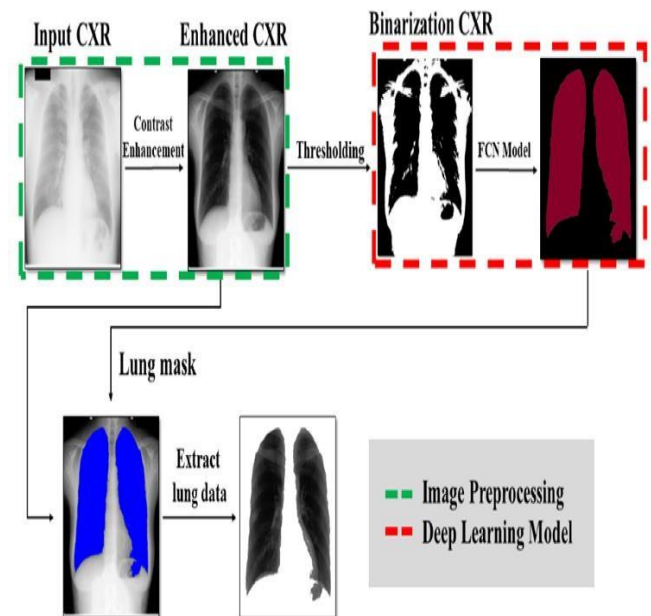 Input CXR
Enhanced CXR
Binarization CXR
Contrast
Enhancement
Thresholding
FCN Model
Lung mask
Extract
lung data
Image Preprocessing
Deep Learning Model